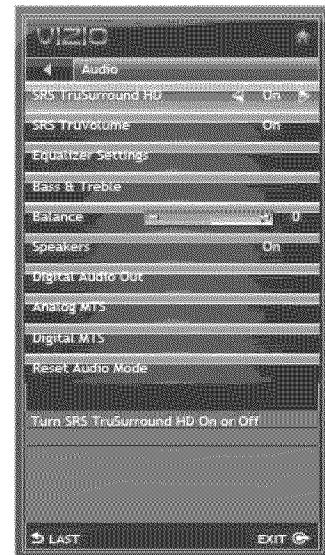 VIZIO
Audio
SRS TruSurround HD On
SRS TruVolume On
Equalizer Settings
Bass & Treble
Balance 0
Speakers On
Digital Audio Out
Analog MTS
Digital MTS
Reset Audio Mode
Turn SRS TruSurround HD On or Off
LAST EXIT